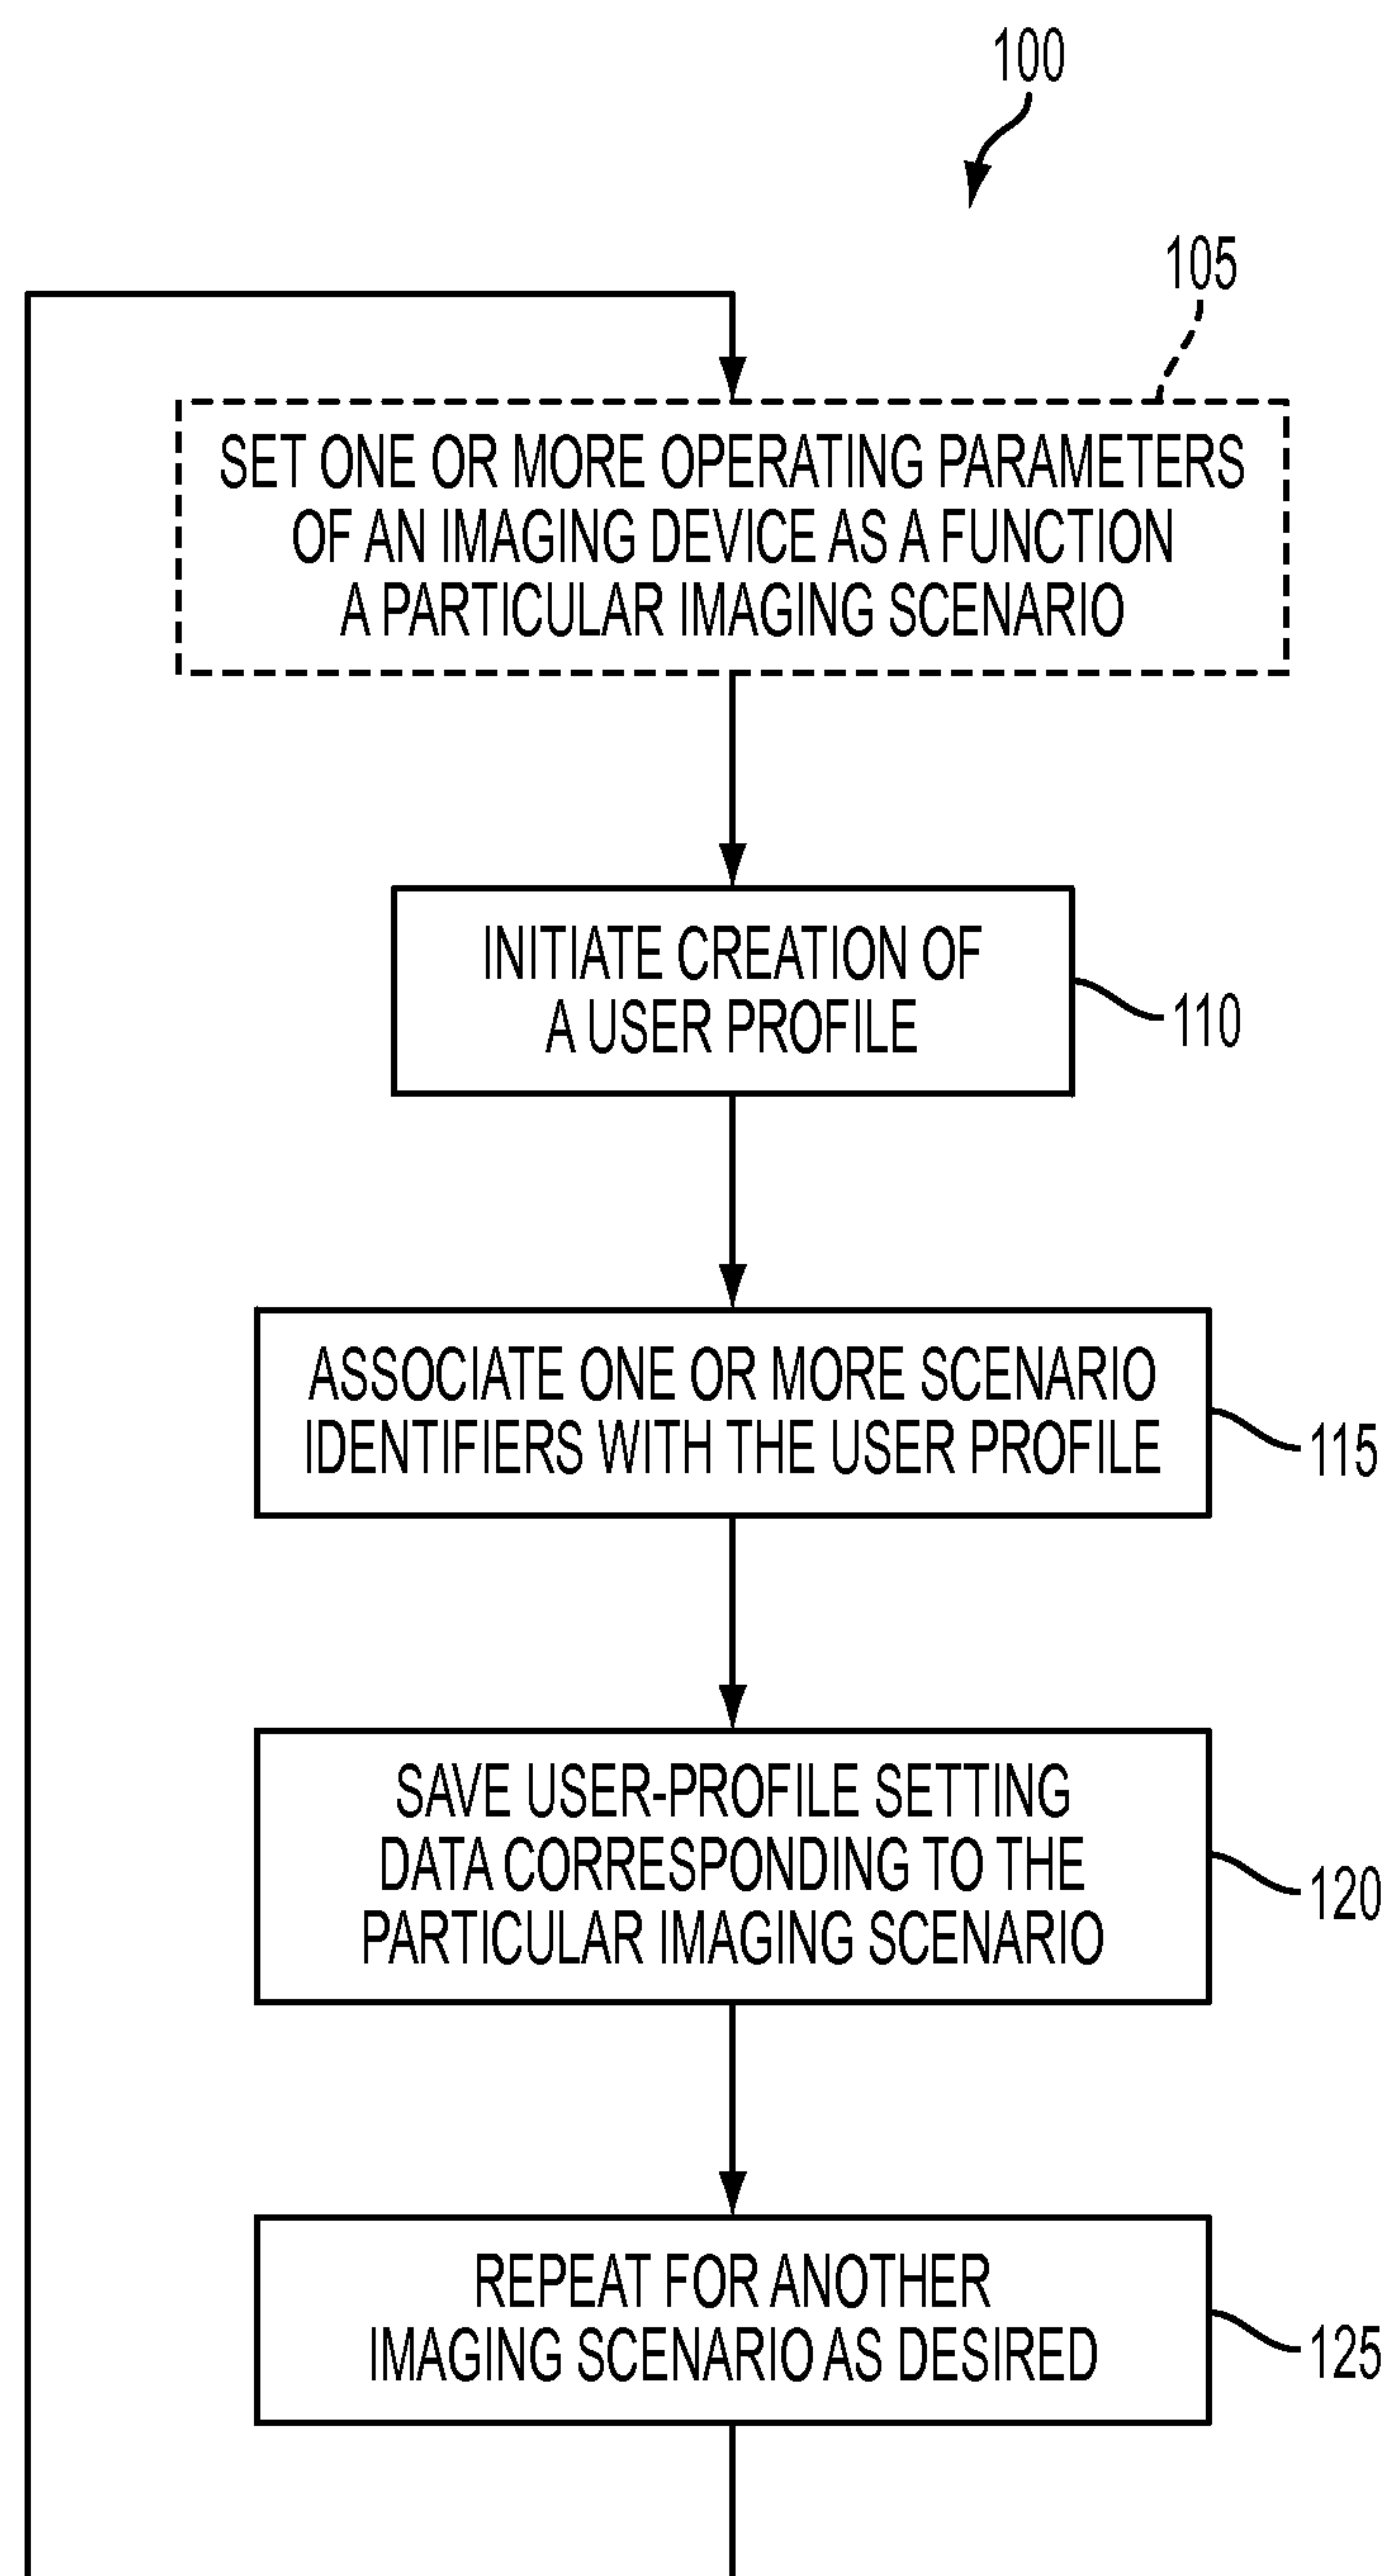 100
105
SET ONE OR MORE OPERATING PARAMETERS
OF AN IMAGING DEVICE AS A FUNCTION
A PARTICULAR IMAGING SCENARIO
INITIATE CREATION OF
A USER PROFILE
110
ASSOCIATE ONE OR MORE SCENARIO
IDENTIFIERS WITH THE USER PROFILE
115
SAVE USER-PROFILE SETTING
DATA CORRESPONDING TO THE
PARTICULAR IMAGING SCENARIO
120
REPEAT FOR ANOTHER
IMAGING SCENARIO AS DESIRED
125